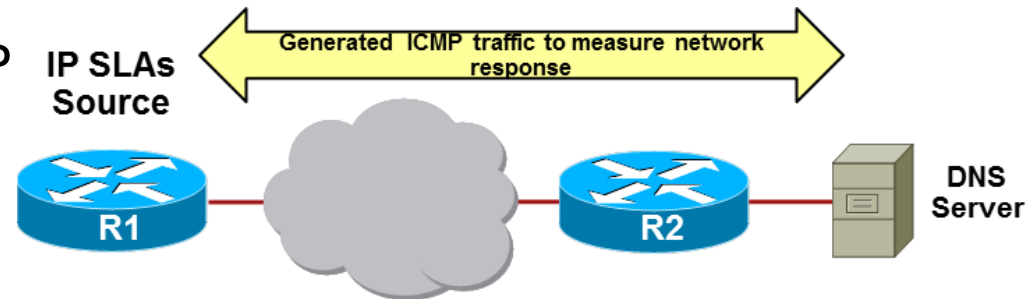 Generated ICMP traffic to measure network
response
IP SLAs
Source
R1
R2
DNS
Server